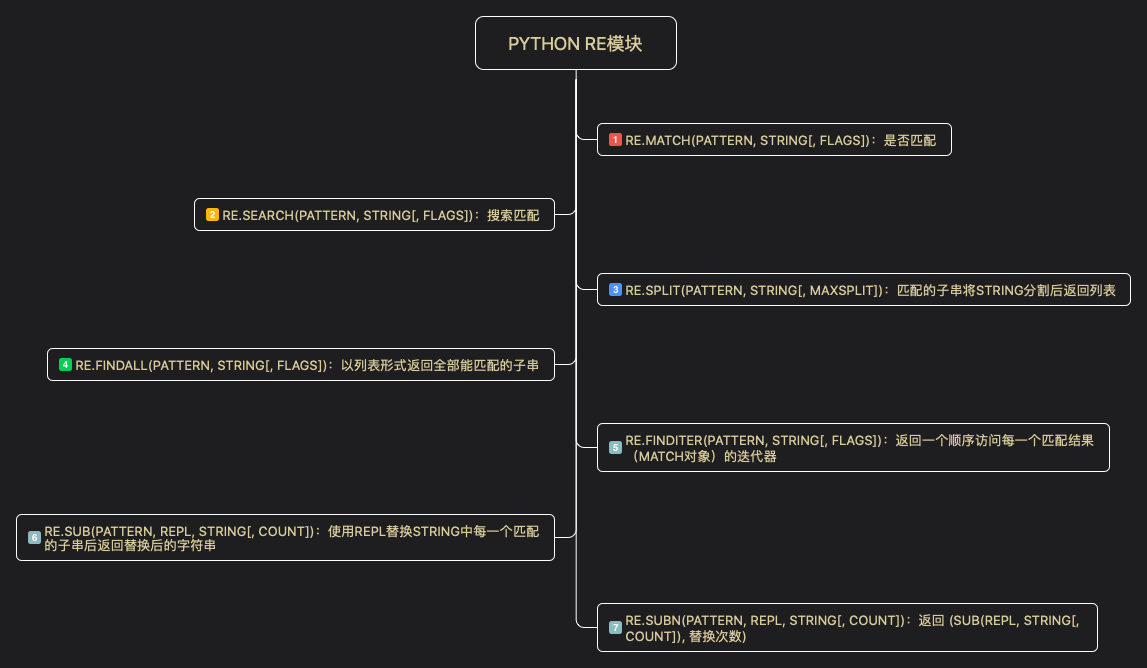 PYTHON RE模块
1 RE.MATCH(PATTERN, STRING[, FLAGS])：是否匹配
2 RE.SEARCH(PATTERN, STRING[, FLAGS])：搜索匹配
3 RE.SPLIT(PATTERN, STRING[, MAXSPLIT])：匹配的子串将STRING分割后返回列表
4 RE.FINDALL(PATTERN, STRING[, FLAGS])：以列表形式返回全部能匹配的子串
5 RE.FINDITER(PATTERN, STRING[, FLAGS])：返回一个顺序访问每一个匹配结果
（MATCH对象）的迭代器
6 RE.SUB(PATTERN, REPL, STRING[, COUNT])：使用REPL替换STRING中每一个匹配
的子串后返回替换后的字符串
7 RE.SUBN(PATTERN, REPL, STRING[, COUNT])：返回 (SUB(REPL, STRING[,
COUNT]), 替换次数)